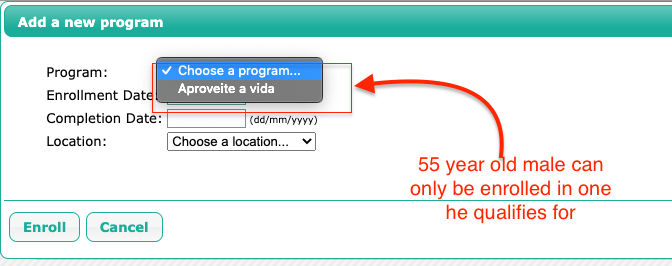 Add a new program
Program:
✓ Choose a program...
Aproveite a vida
Enrollment Date:
Completion Date: (dd/mm/yyyy)
Location: Choose a location...
55 year old male can
only be enrolled in one
he qualifies for
Enroll Cancel